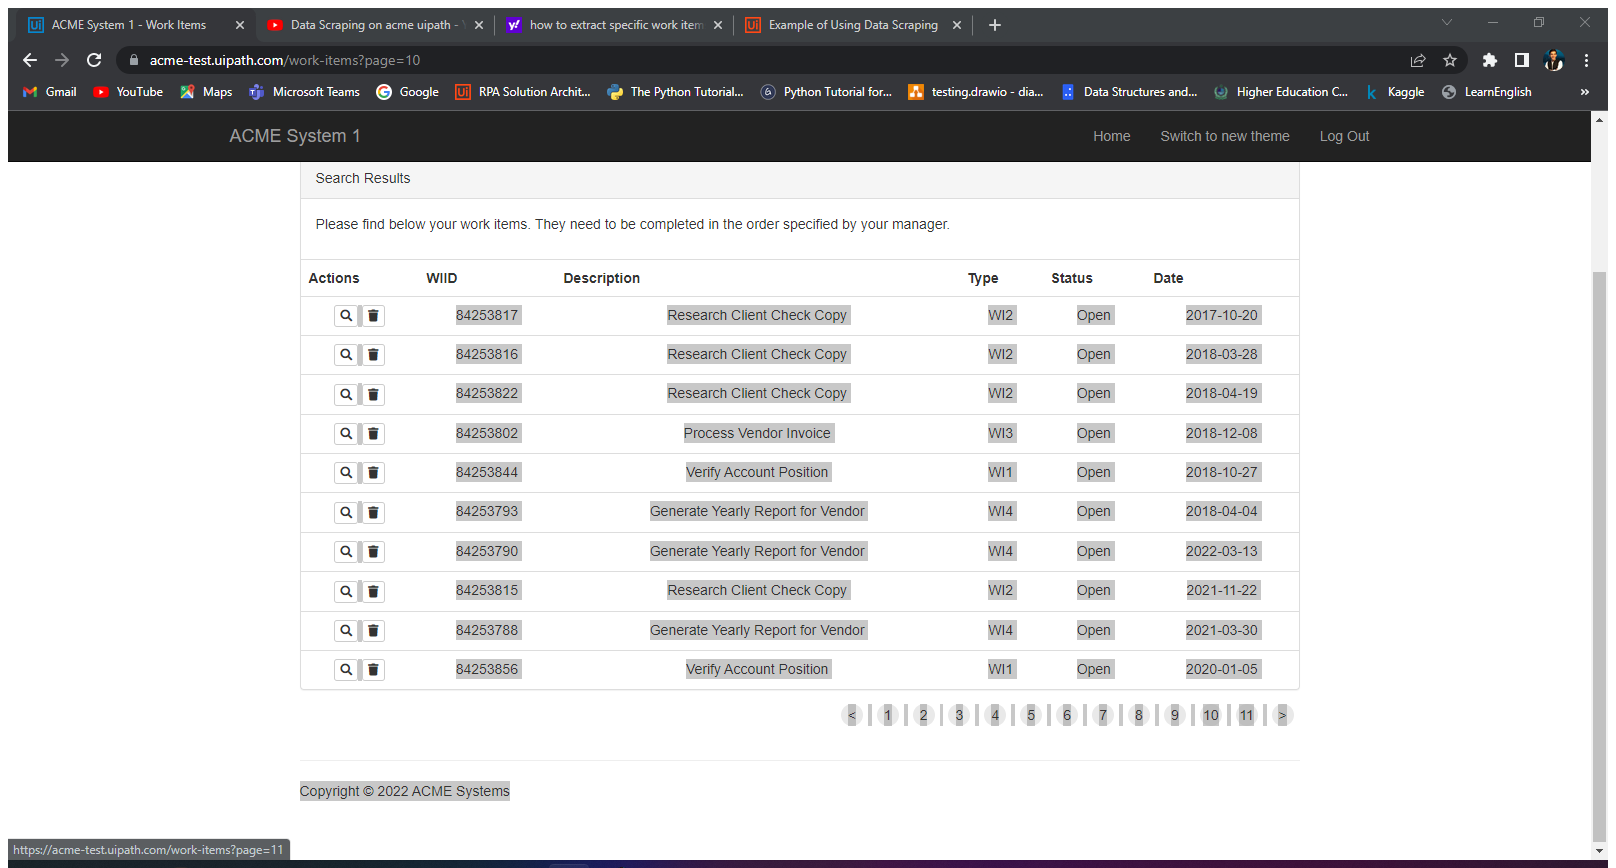 ACME System 1 - Work Items
Data Scraping on acme uipath -
how to extract specific work item
Example of Using Data Scraping
acme-test.uipath.com/work-items?page=10
Gmail YouTube Maps Microsoft Teams Google RPA Solution Archit... The Python Tutorial... Python Tutorial for... testing.drawio - dia... Data Structures and... Higher Education C... Kaggle LearnEnglish »
ACME System 1 Home Switch to new theme Log Out
Search Results
Please find below your work items. They need to be completed in the order specified by your manager.
Actions WIID Description Type Status Date
84253817 Research Client Check Copy WI2 Open 2017-10-20
84253816 Research Client Check Copy WI2 Open 2018-03-28
84253822 Research Client Check Copy WI2 Open 2018-04-19
84253802 Process Vendor Invoice WI3 Open 2018-12-08
84253844 Verify Account Position WI1 Open 2018-10-27
84253793 Generate Yearly Report for Vendor WI4 Open 2018-04-04
84253790 Generate Yearly Report for Vendor WI4 Open 2022-03-13
84253815 Research Client Check Copy WI2 Open 2021-11-22
84253788 Generate Yearly Report for Vendor WI4 Open 2021-03-30
84253856 Verify Account Position WI1 Open 2020-01-05
< 1 2 3 4 5 6 7 8 9 10 11 >
Copyright © 2022 ACME Systems
https://acme-test.uipath.com/work-items?page=11